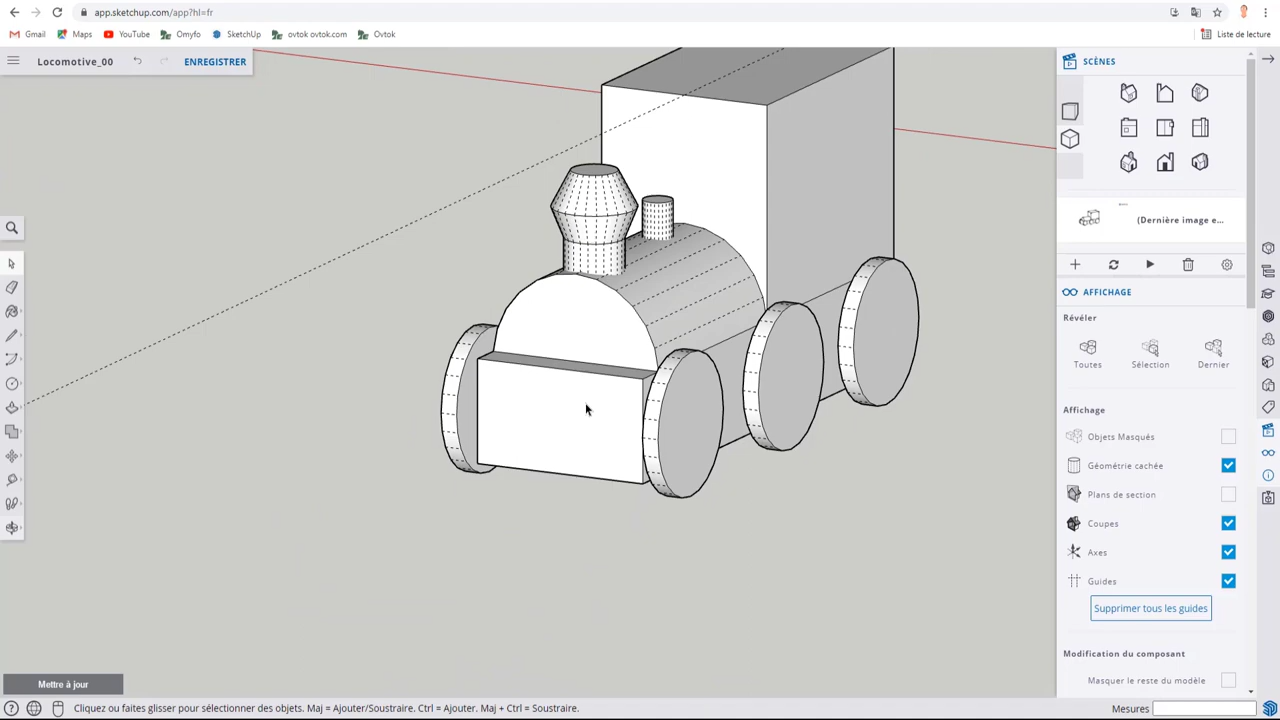 app.sketchup.com/app?hl=fr
Gmail
Maps
YouTube
Omyfo
SketchUp
ovtok ovtok.com
Ovtok
Liste de lecture
Locomotive_00
ENREGISTRER
SCÈNES
(Dernière image e...
AFFICHAGE
Révéler
Toutes
Sélection
Dernier
Affichage
Objets Masqués
Géométrie cachée
Plans de section
Coupes
Axes
Guides
Supprimer tous les guides
Modification du composant
Masquer le reste du modèle
Mettre à jour
Cliquez ou faites glisser pour sélectionner des objets. Maj = Ajouter/Soustraire. Ctrl = Ajouter. Maj + Ctrl = Soustraire.
Mesures